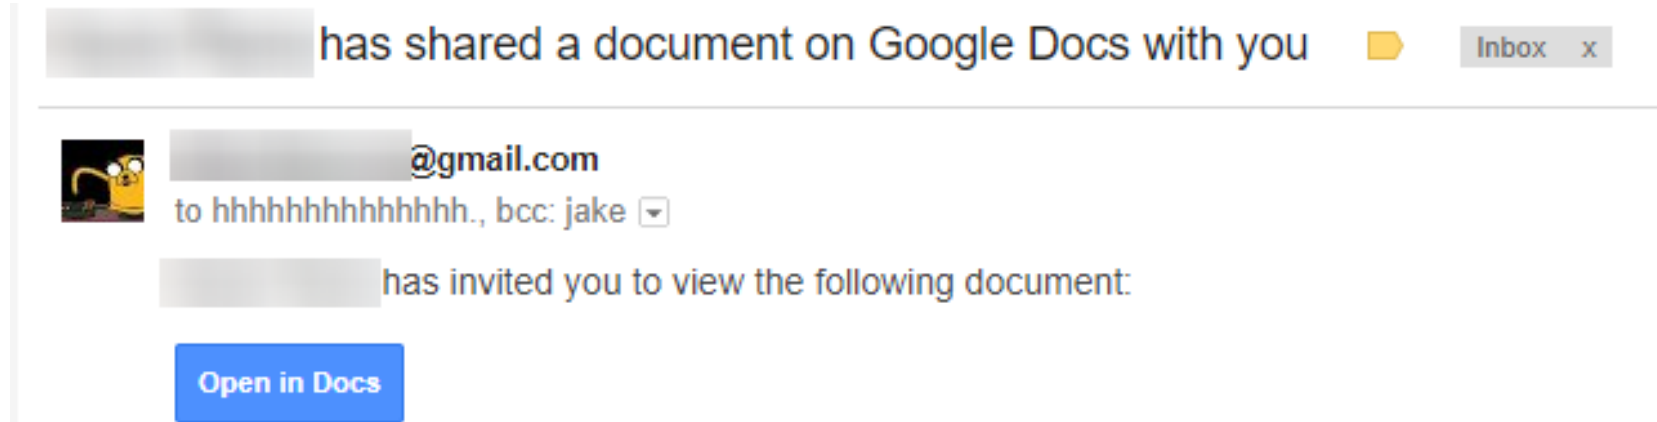 has shared a document on Google Docs with you Inbox x
@gmail.com
to hhhhhhhhhhhhhh., bcc: jake
has invited you to view the following document:
Open in Docs